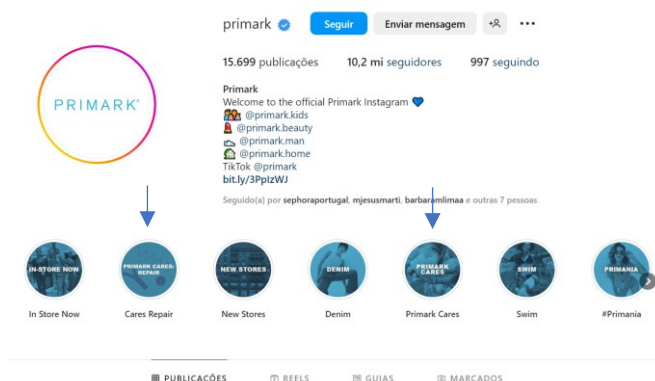 primark Seguir Enviar mensagem
15.699 publicações 10,2 mi seguidores 997 seguindo
PRIMARK
Primark
Welcome to the official Primark Instagram 💙
@primark.kids
@primark.beauty
@primark.man
@primark.home
TikTok @primark
bit.ly/3PpIzWJ
Seguido(a) por sephoraportugal, mjesusmarti, barbaramlimaa e outras 7 pessoas
IN-STORE NOW
PRIMARK CARES:
REPAIR
NEW STORES
DENIM
PRIMARK
CARES
SWIM
PRIMANIA
In Store Now Cares Repair New Stores Denim Primark Cares Swim #Primania
PUBLICAÇÕES REELS GUIAS MARCADOS